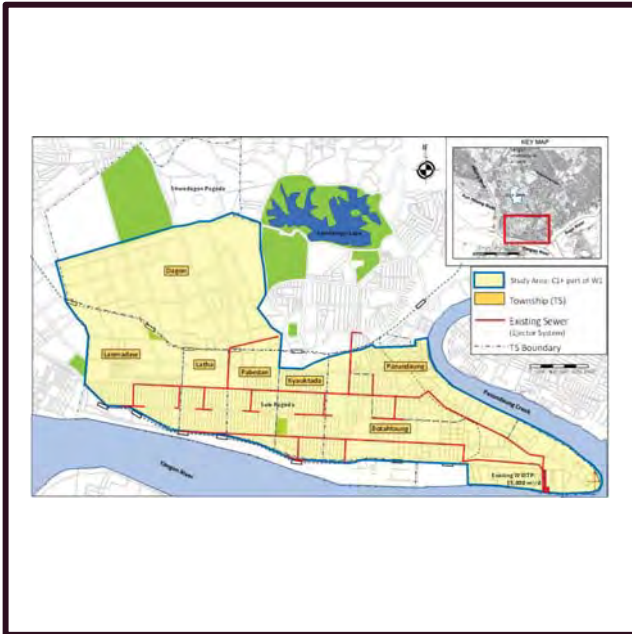 KEY MAP
Shwedagon Pagoda
Kandawgyi Lake
Dagon
Study Area: C1+ part of W1
Township (TS)
Existing Sewer
(Ejector System)
TS Boundary
Lanmadaw
Latha
Pabedan
Kyauktada
Pazundaung
Pazundaung Creek
Sule Pagoda
Botahtaung
Yangon River
Existing WWTP: